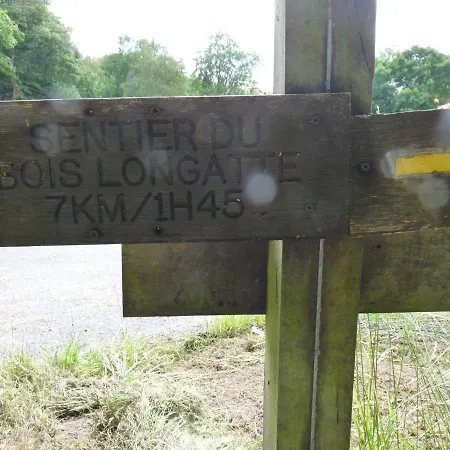 SENTIER DU
BOIS LONGATTE
7KM/1H45